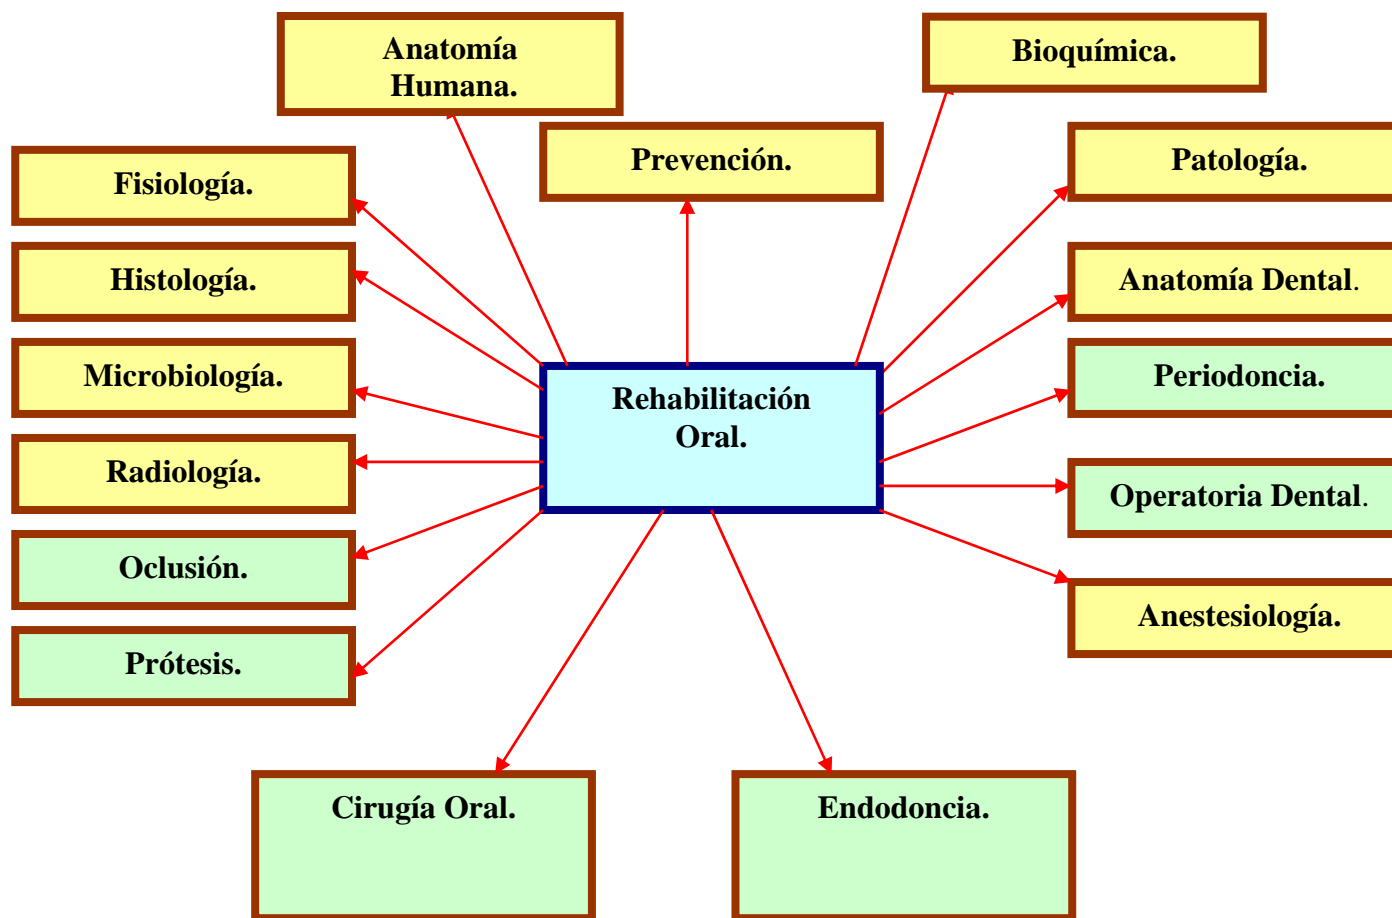 Anatomía
Humana.
Bioquímica.
Prevención.
Patología.
Fisiología.
Histología.
Anatomía Dental.
Microbiología.
Periodoncia.
Rehabilitación
Oral.
Radiología.
Operatoria Dental.
Oclusión.
Anestesiología.
Prótesis.
Cirugía Oral.
Endodoncia.